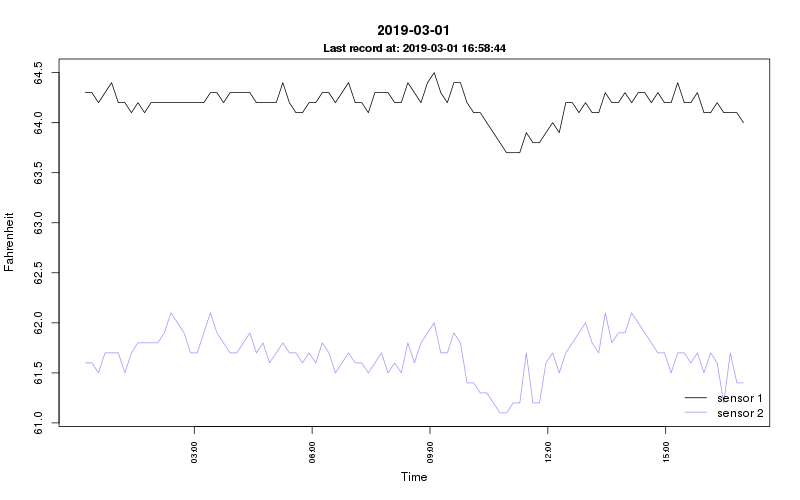 2019-03-01
Last record at: 2019-03-01 16:58:44
Fahrenheit
64.5
64.0
63.5
63.0
62.5
62.0
61.5
61.0
sensor 1
sensor 2
03:00 06:00 09:00 12:00 15:00
Time